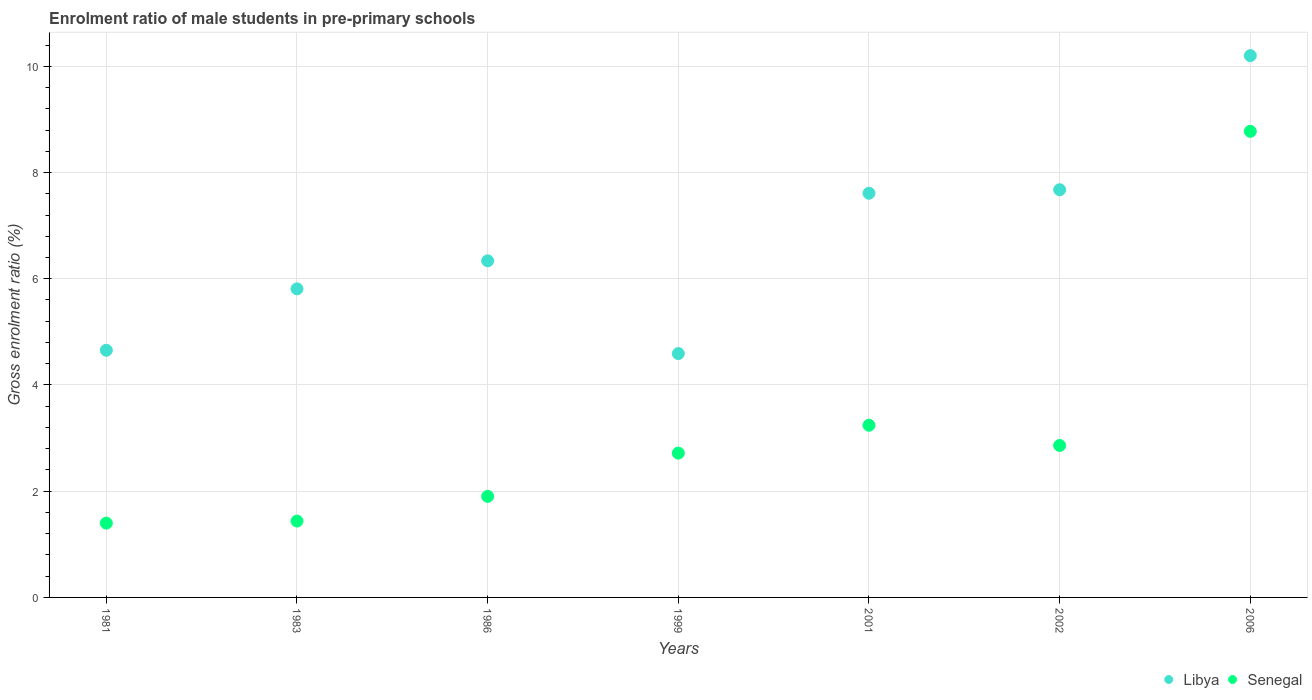 Enrolment ratio of male students in pre-primary schools
Gross enrolment ratio (%)
10
8
6
4
2
0
1981
1983
1986
1999
2001
2002
2006
Years
Libya
Senegal